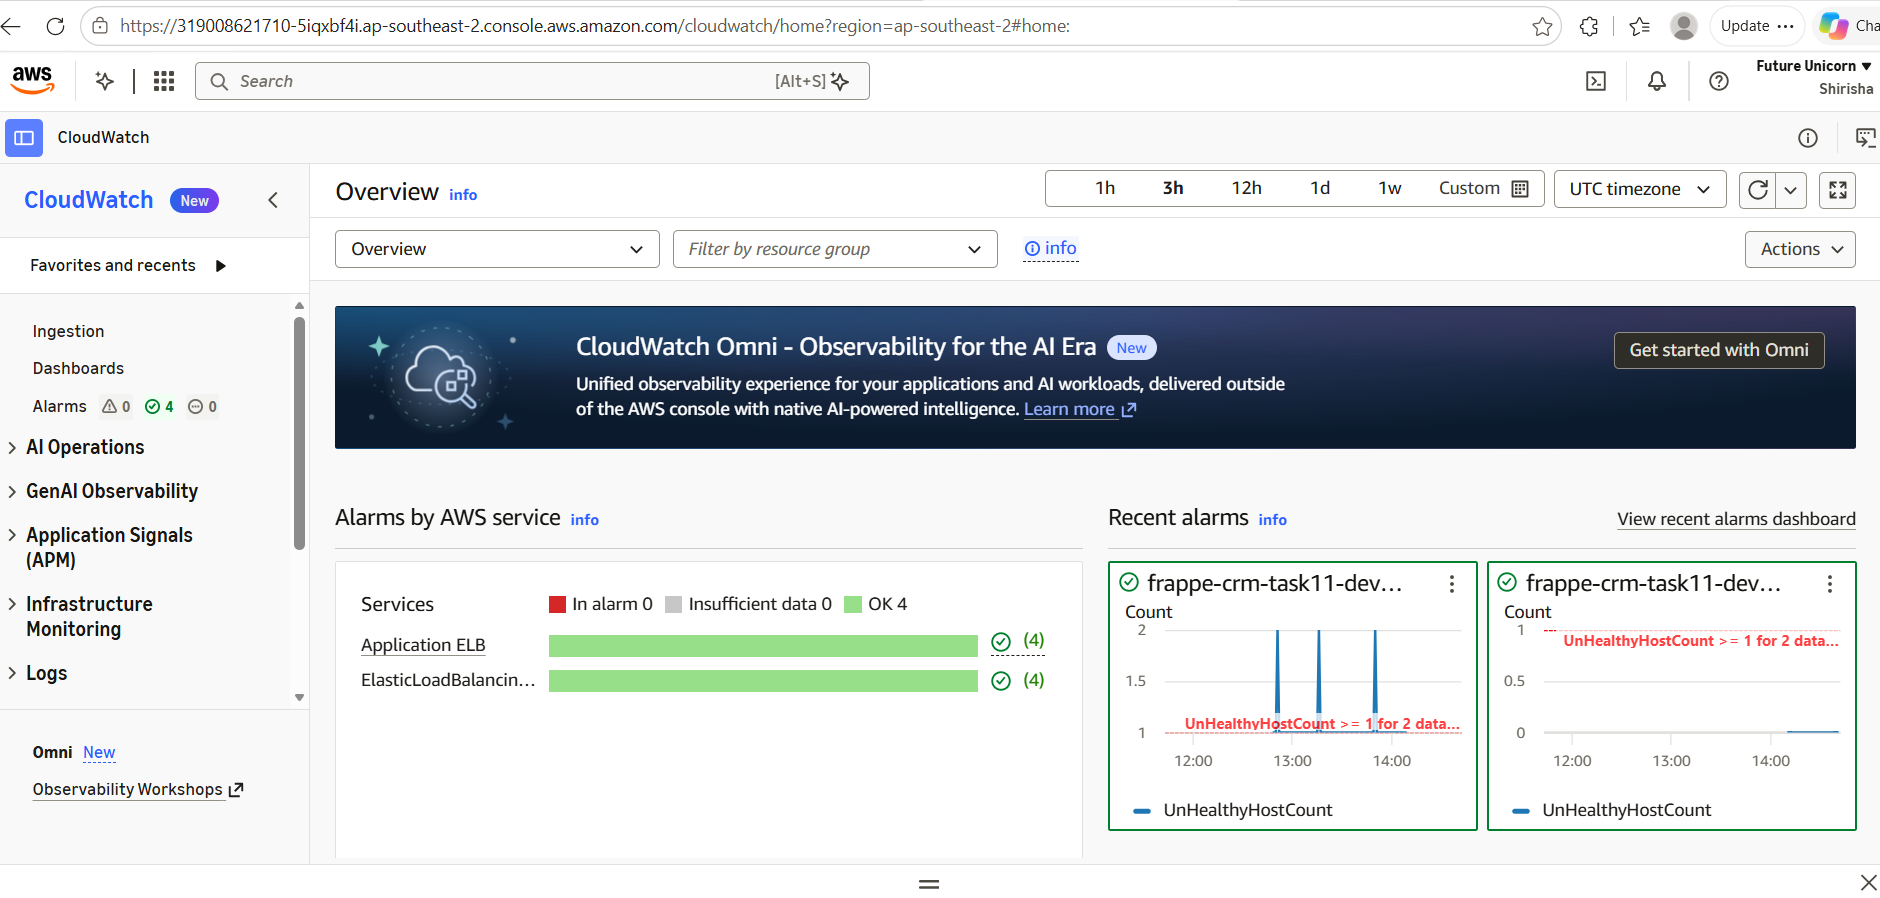 https://319008621710-5iqxbf4i.ap-southeast-2.console.aws.amazon.com/cloudwatch/home?region=ap-southeast-2#home:
Update
Cha
aws
Search
[Alt+S]
Future Unicorn
Shirisha
CloudWatch
CloudWatch New
Favorites and recents
Ingestion
Dashboards
Alarms 0 4 0
AI Operations
GenAI Observability
Application Signals
(APM)
Infrastructure
Monitoring
Logs
Omni New
Observability Workshops
Overview info
1h 3h 12h 1d 1w Custom
UTC timezone
Overview
Filter by resource group
info
Actions
CloudWatch Omni - Observability for the AI Era New
Unified observability experience for your applications and AI workloads, delivered outside
of the AWS console with native AI-powered intelligence. Learn more
Get started with Omni
Alarms by AWS service info
Services In alarm 0 Insufficient data 0 OK 4
Application ELB (4)
ElasticLoadBalancin... (4)
Recent alarms info
View recent alarms dashboard
frappe-crm-task11-dev...
Count
2
1.5
UnHealthyHostCount >= 1 for 2 data...
1
12:00 13:00 14:00
UnHealthyHostCount
frappe-crm-task11-dev...
Count
1
UnHealthyHostCount >= 1 for 2 data...
0.5
0
12:00 13:00 14:00
UnHealthyHostCount